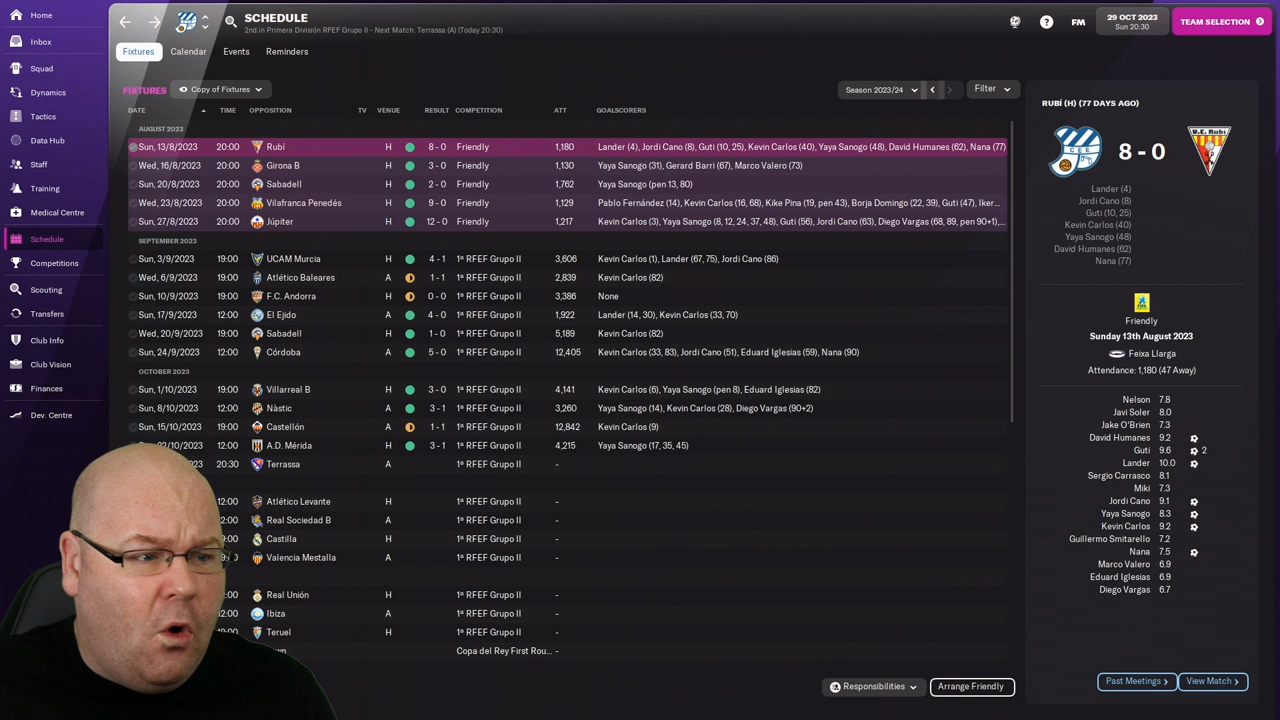 Home
Inbox
Squad
Dynamics
Tactics
Data Hub
Staff
Training
Medical Centre
Schedule
Competitions
Scouting
Transfers
Club Info
Club Vision
Finances
Dev. Centre
SCHEDULE
2nd in Primera División RFEF Grupo II - Next Match: Terrassa (A) (Today 20:30)
FM
29 OCT 2023
Sun 20:30
TEAM SELECTION
Fixtures Calendar Events Reminders
FIXTURES Copy of Fixtures Season 2023/24 Filter
DATE TIME OPPOSITION TV VENUE RESULT COMPETITION ATT GOALSCORERS
AUGUST 2023
Sun, 13/8/2023 20:00 Rubí H 8 - 0 Friendly 1,180 Lander (4), Jordi Cano (8), Guti (10, 25), Kevin Carlos (40), Yaya Sanogo (48), David Humanes (62), Nana (77)
Wed, 16/8/2023 20:00 Girona B H 3 - 0 Friendly 1,130 Yaya Sanogo (31), Gerard Barri (67), Marco Valero (73)
Sun, 20/8/2023 20:00 Sabadell H 2 - 0 Friendly 1,762 Yaya Sanogo (pen 13, 80)
Wed, 23/8/2023 20:00 Vilafranca Penedés H 9 - 0 Friendly 1,129 Pablo Fernández (14), Kevin Carlos (16, 68), Kike Pina (19, pen 43), Borja Domingo (22, 39), Guti (47), Iker...
Sun, 27/8/2023 20:00 Júpiter H 12 - 0 Friendly 1,217 Kevin Carlos (3), Yaya Sanogo (8, 12, 24, 37, 48), Guti (56), Jordi Cano (63), Diego Vargas (68, 89, pen 90+1),...
SEPTEMBER 2023
Sun, 3/9/2023 19:00 UCAM Murcia H 4 - 1 1ª RFEF Grupo II 3,606 Kevin Carlos (1), Lander (67, 75), Jordi Cano (86)
Wed, 6/9/2023 19:00 Atlético Baleares A 1 - 1 1ª RFEF Grupo II 2,839 Kevin Carlos (82)
Sun, 10/9/2023 19:00 F.C. Andorra H 0 - 0 1ª RFEF Grupo II 3,386 None
Sun, 17/9/2023 12:00 El Ejido A 4 - 0 1ª RFEF Grupo II 1,922 Lander (14, 30), Kevin Carlos (33, 70)
Wed, 20/9/2023 19:00 Sabadell H 1 - 0 1ª RFEF Grupo II 5,189 Kevin Carlos (82)
Sun, 24/9/2023 12:00 Córdoba A 5 - 0 1ª RFEF Grupo II 12,405 Kevin Carlos (33, 83), Jordi Cano (51), Eduard Iglesias (59), Nana (90)
OCTOBER 2023
Sun, 1/10/2023 19:00 Villarreal B H 3 - 0 1ª RFEF Grupo II 4,141 Kevin Carlos (6), Yaya Sanogo (pen 8), Eduard Iglesias (82)
Sun, 8/10/2023 12:00 Nàstic A 3 - 1 1ª RFEF Grupo II 3,260 Yaya Sanogo (14), Kevin Carlos (28), Diego Vargas (90+2)
Sun, 15/10/2023 19:00 Castellón A 1 - 1 1ª RFEF Grupo II 12,842 Kevin Carlos (9)
12:00 A.D. Mérida H 3 - 1 1ª RFEF Grupo II 4,215 Yaya Sanogo (17, 35, 45)
20:30 Terrassa A 1ª RFEF Grupo II -
12:00 Atlético Levante H 1ª RFEF Grupo II -
Real Sociedad B A 1ª RFEF Grupo II -
Castilla H 1ª RFEF Grupo II -
Valencia Mestalla A 1ª RFEF Grupo II -
Real Unión H 1ª RFEF Grupo II -
Ibiza A 1ª RFEF Grupo II -
Teruel H 1ª RFEF Grupo II -
Copa del Rey First Rou... -
Responsibilities Arrange Friendly
RUBÍ (H) (77 DAYS AGO)
C E E
U.E. Rubí
8 - 0
Lander (4)
Jordi Cano (8)
Guti (10, 25)
Kevin Carlos (40)
Yaya Sanogo (48)
David Humanes (62)
Nana (77)
Friendly
Sunday 13th August 2023
Feixa Llarga
Attendance: 1,180 (47 Away)
Nelson 7.8
Javi Soler 8.0
Jake O'Brien 7.3
David Humanes 9.2
Guti 9.6 2
Lander 10.0
Sergio Carrasco 8.1
Miki 7.3
Jordi Cano 9.1
Yaya Sanogo 8.3
Kevin Carlos 9.2
Guillermo Smitarello 7.2
Nana 7.5
Marco Valero 6.9
Eduard Iglesias 6.9
Diego Vargas 6.7
Past Meetings View Match